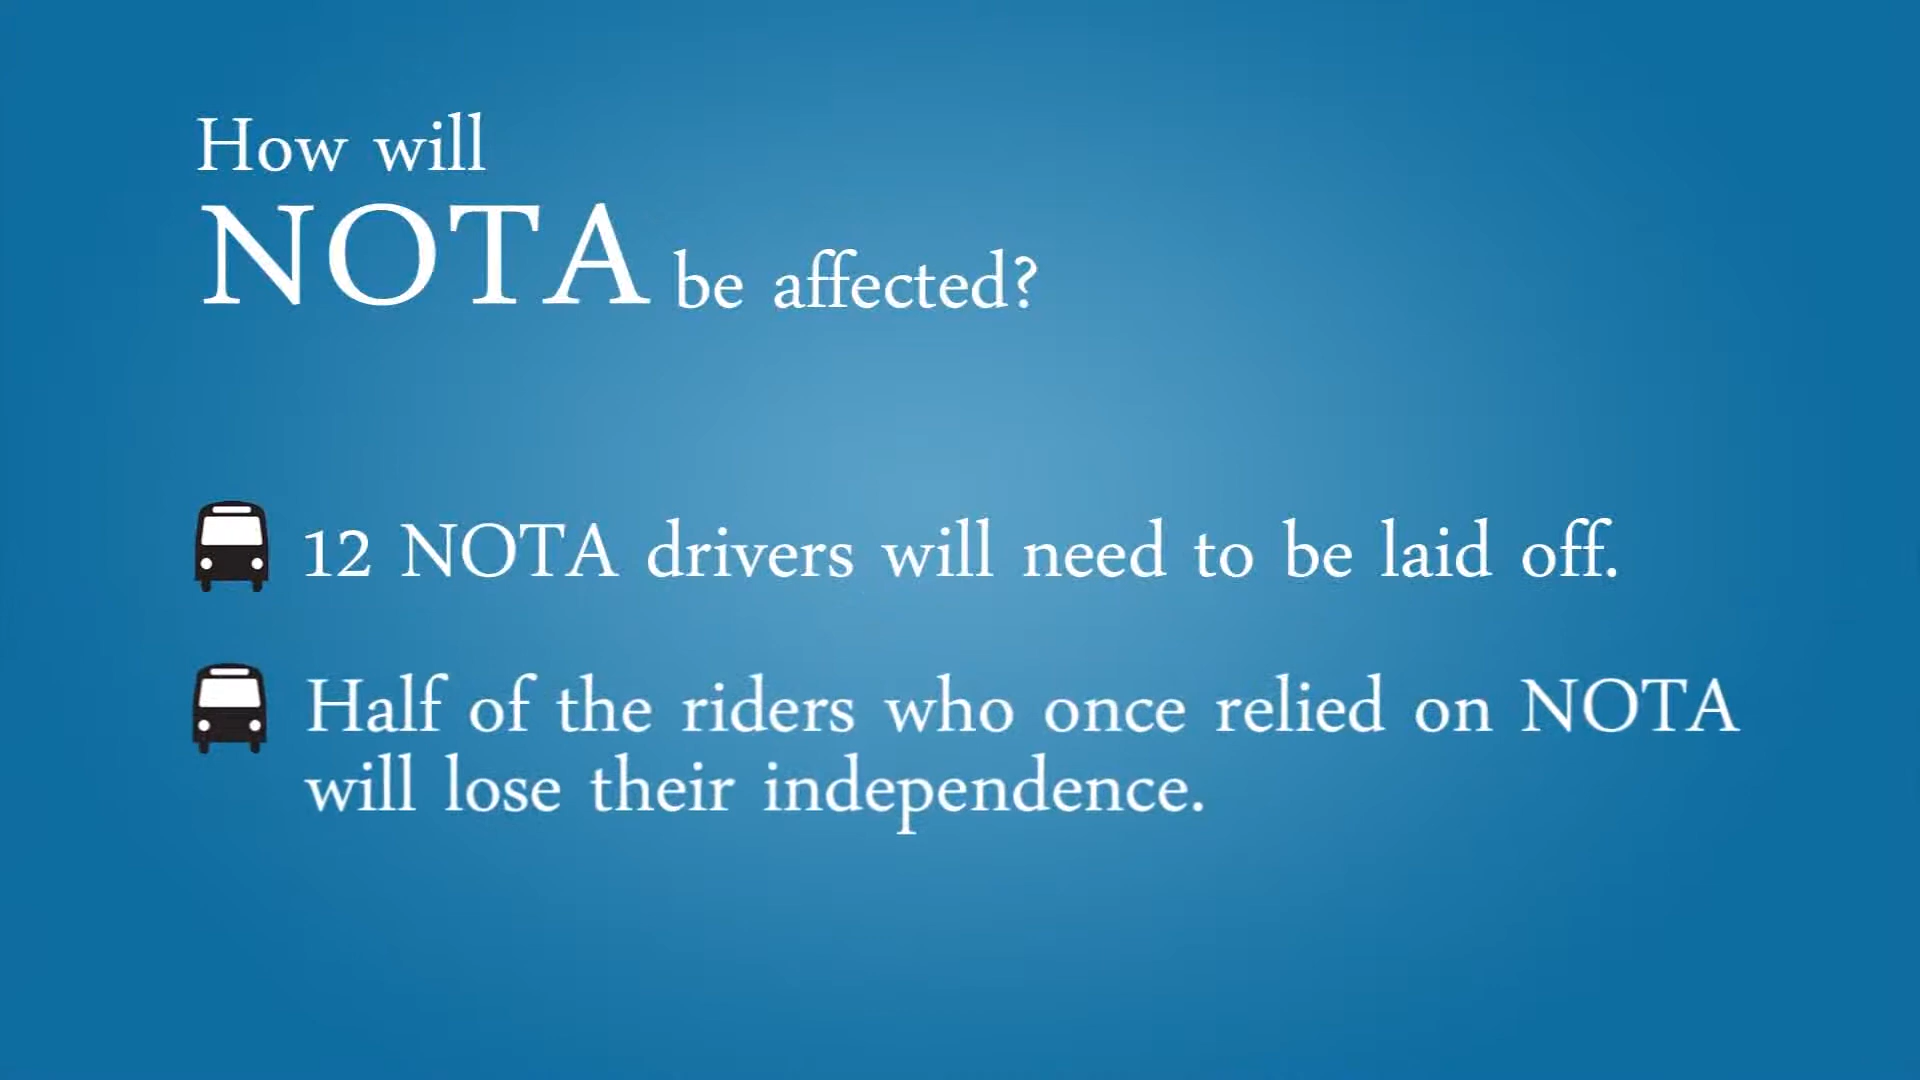 How will
NOTA be affected?
12 NOTA drivers will need to be laid off.
Half of the riders who once relied on NOTA
will lose their independence.